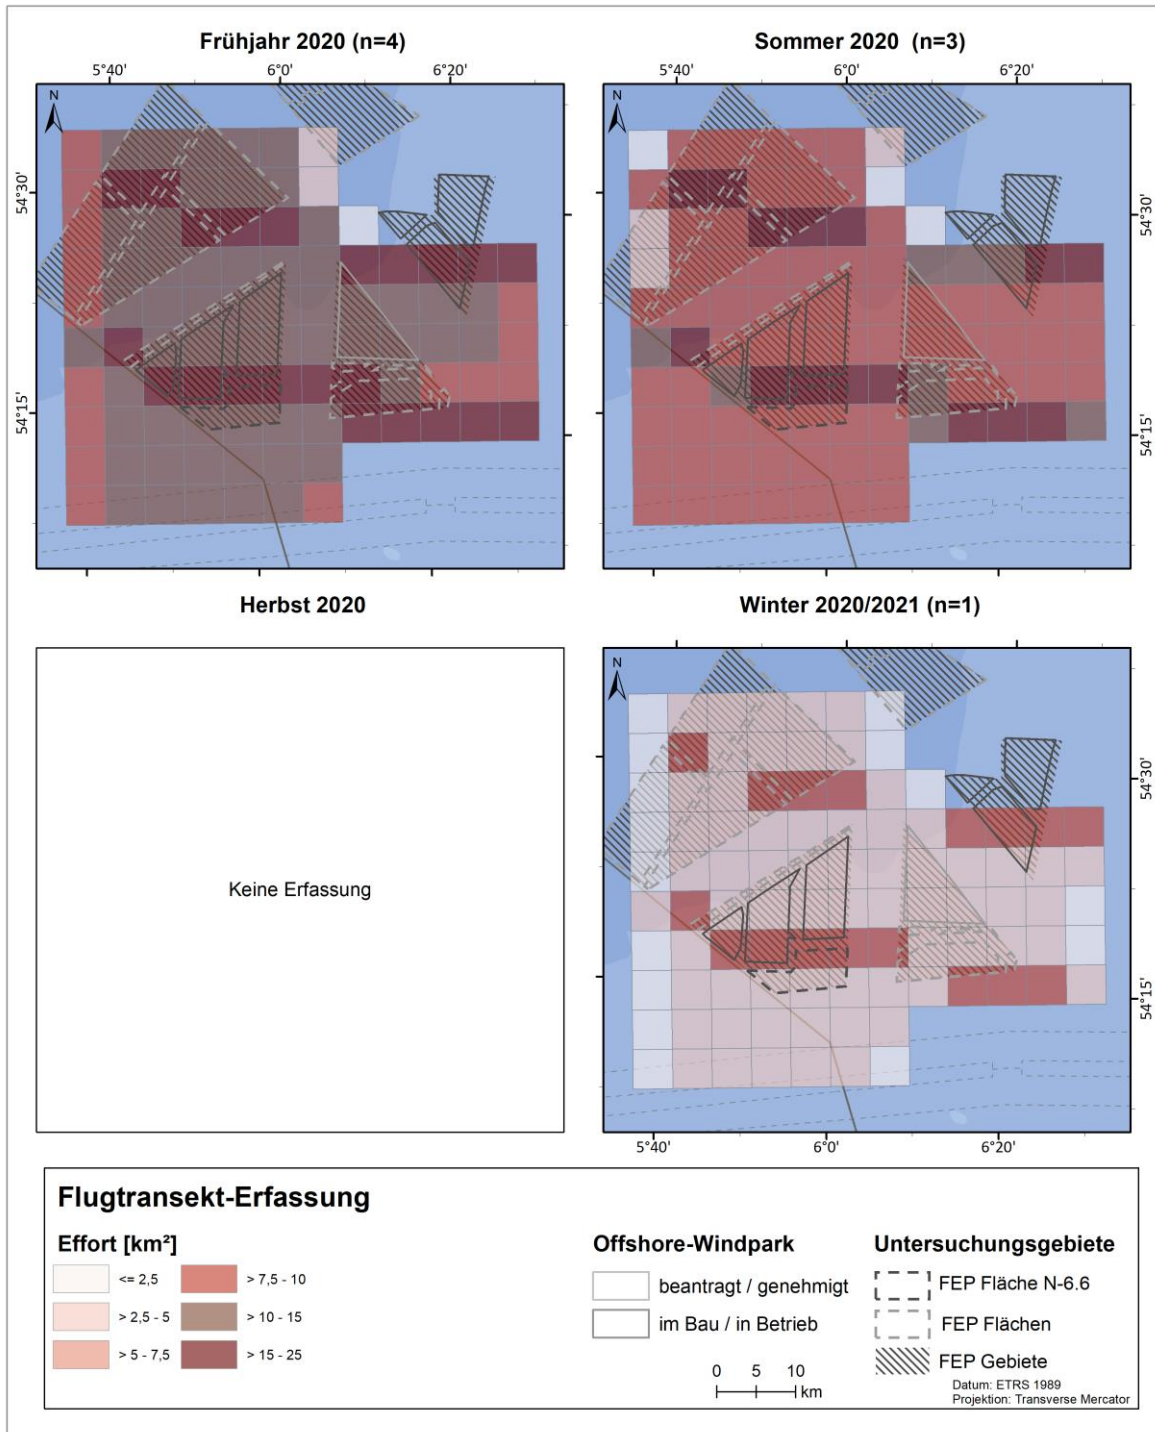 Frühjahr 2020 (n=4)
Sommer 2020  (n=3)
5°40' 6°0' 6°20'
5°40' 6°0' 6°20'
N
N
54°30'
54°30'
54°15'
54°15'
Herbst 2020
Winter 2020/2021 (n=1)
N
54°30'
Keine Erfassung
54°15'
5°40' 6°0' 6°20'
Flugtransekt-Erfassung
Effort [km²]
<= 2,5
> 2,5 - 5
> 5 - 7,5
> 7,5 - 10
> 10 - 15
> 15 - 25
Offshore-Windpark
beantragt / genehmigt
im Bau / in Betrieb
0 5 10
km
Untersuchungsgebiete
FEP Fläche N-6.6
FEP Flächen
FEP Gebiete
Datum: ETRS 1989
Projektion: Transverse Mercator